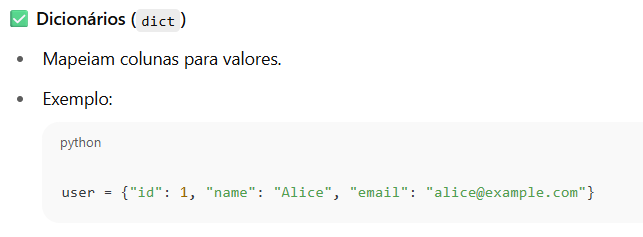 ✅ Dicionários (dict)
• Mapeiam colunas para valores.
• Exemplo:
python
user = {"id": 1, "name": "Alice", "email": "alice@example.com"}